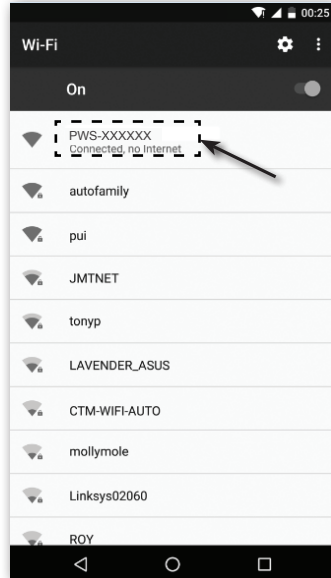 00:25
Wi-Fi
On
PWS-XXXXXX
Connected, no Internet
autofamily
pui
JMTNET
tonyp
LAVENDER_ASUS
CTM-WIFI-AUTO
mollymole
Linksys02060
ROY